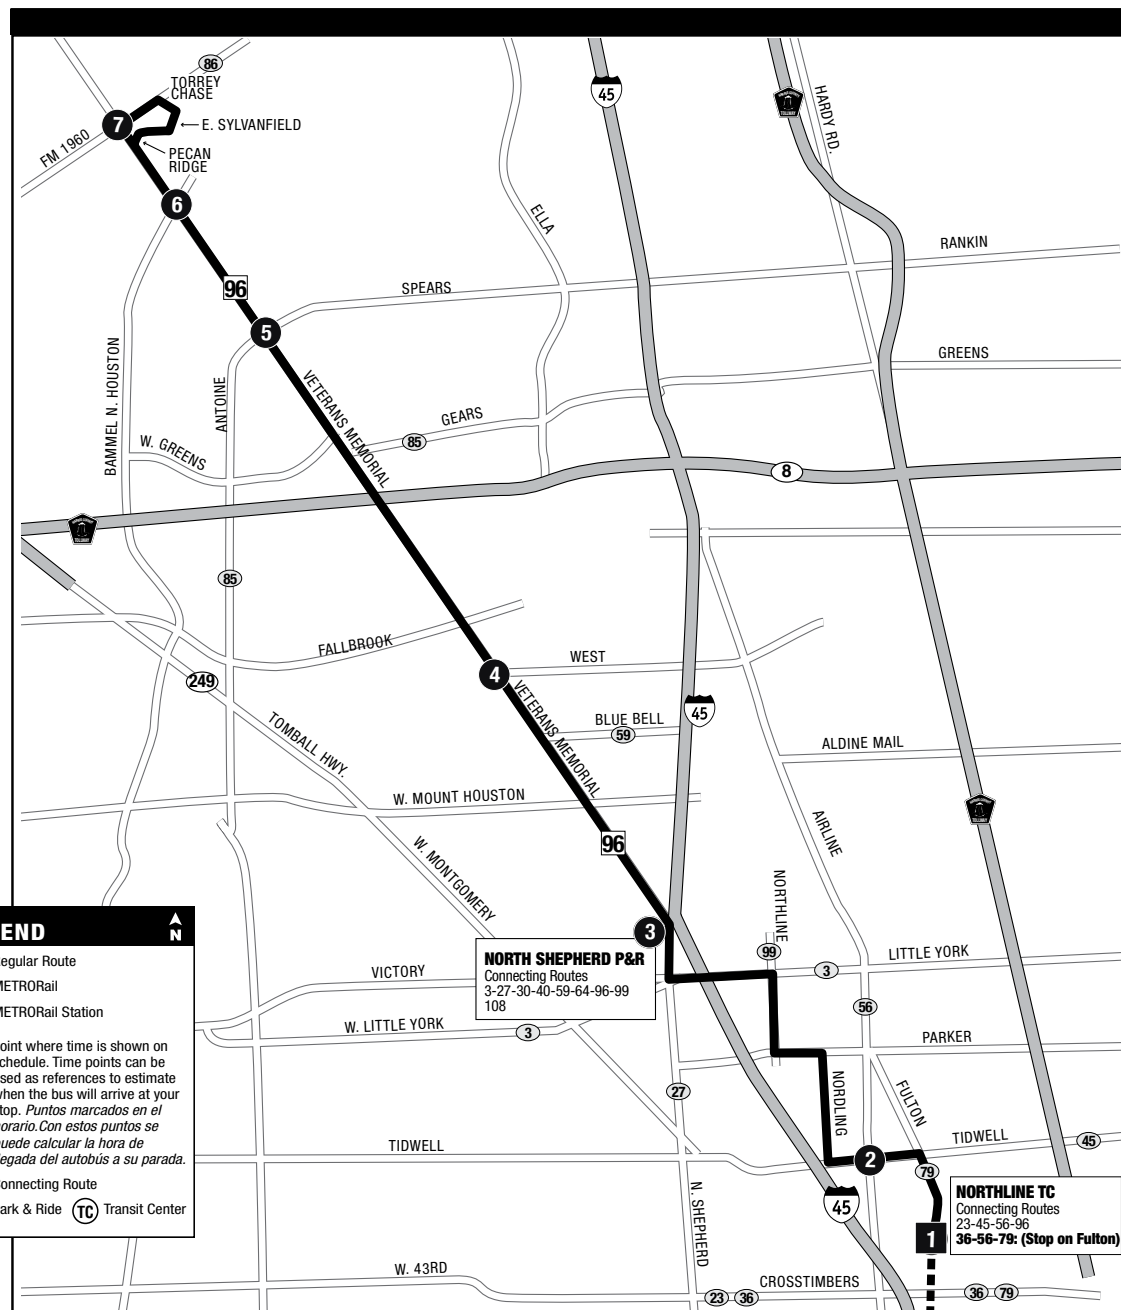 86
TORREY
CHASE
45
HARDY RD.
7
E. SYLVANFIELD
FM 1960
PECAN
RIDGE
6
ELLA
RANKIN
96
SPEARS
5
GREENS
BAMMEL N. HOUSTON
ANTOINE
VETERANS MEMORIAL
GEARS
85
W. GREENS
8
85
FALLBROOK
WEST
4
249
VETERANS MEMORIAL
45
BLUE BELL
59
TOMBALL HWY.
ALDINE MAIL
W. MOUNT HOUSTON
AIRLINE
96
W. MONTGOMERY
NORTHLINE
END
N
3
99
LITTLE YORK
NORTH SHEPHERD P&R
Connecting Routes
3-27-30-40-59-64-96-99
108
VICTORY
3
egular Route
METRORail
METRORail Station
56
W. LITTLE YORK
3
PARKER
oint where time is shown on
chedule. Time points can be
sed as references to estimate
when the bus will arrive at your
top. Puntos marcados en el
horario.Con estos puntos se
puede calcular la hora de
llegada del autobús a su parada.
onnecting Route
ark & Ride TC Transit Center
27
NORDLING
FULTON
TIDWELL
TIDWELL
45
2
79
N. SHEPHERD
45
NORTHLINE TC
Connecting Routes
23-45-56-96
36-56-79: (Stop on Fulton)
1
W. 43RD
CROSSTIMBERS
23
36
36
79